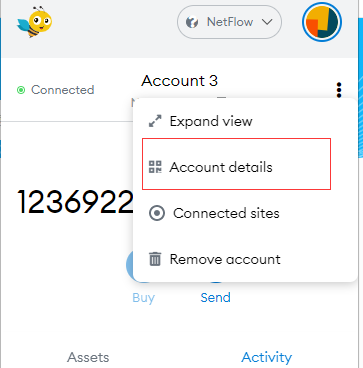 NetFlow
Connected
Account 3
Expand view
Account details
1236922
Connected sites
Remove account
Buy
Send
Assets
Activity